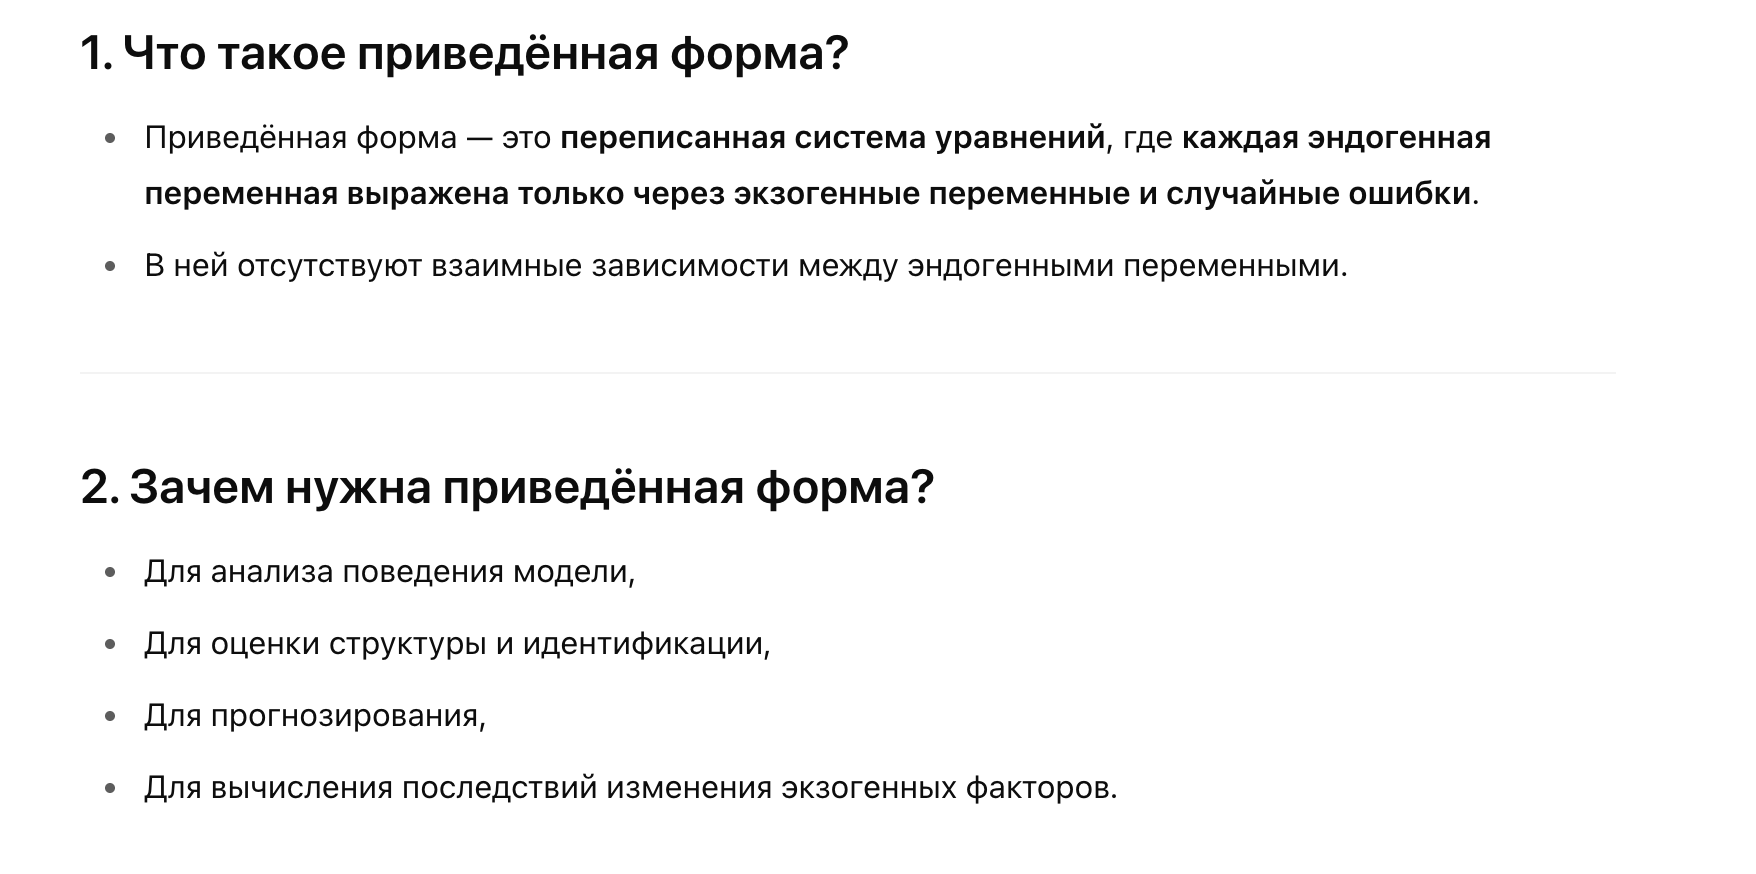 1. Что такое приведённая форма?
• Приведённая форма — это переписанная система уравнений, где каждая эндогенная
переменная выражена только через экзогенные переменные и случайные ошибки.
• В ней отсутствуют взаимные зависимости между эндогенными переменными.
2. Зачем нужна приведённая форма?
• Для анализа поведения модели,
• Для оценки структуры и идентификации,
• Для прогнозирования,
• Для вычисления последствий изменения экзогенных факторов.